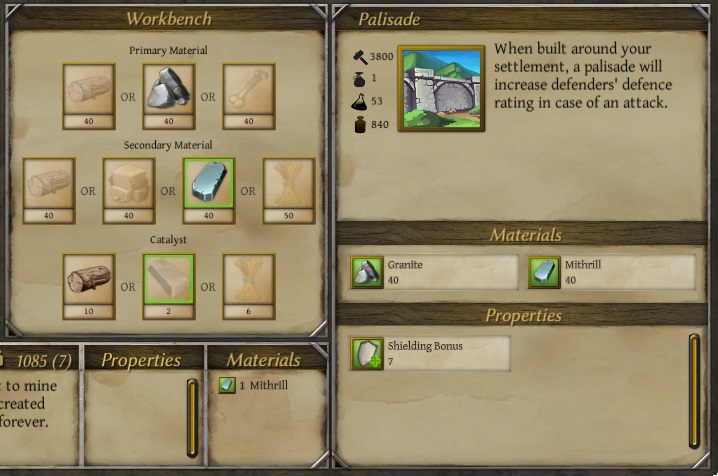 Workbench
Primary Material
OR
OR
40
40
40
Secondary Material
OR
OR
OR
40
40
40
50
Catalyst
OR
OR
10
2
6
1085 (7)
t to mine
created
forever.
Properties
Materials
1 Mithrill
Palisade
3800
1
53
840
When built around your
settlement, a palisade will
increase defenders' defence
rating in case of an attack.
Materials
Granite
40
Mithrill
40
Properties
Shielding Bonus
7